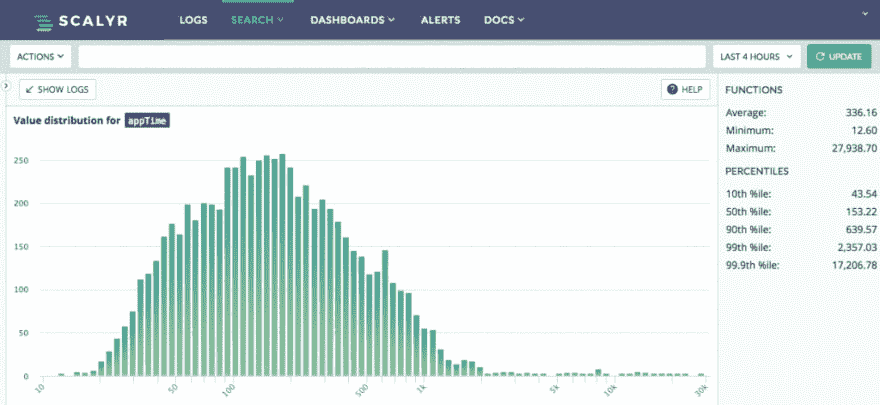 SCALYR
LOGS SEARCH DASHBOARDS ALERTS DOCS
ACTIONS LAST 4 HOURS UPDATE
SHOW LOGS HELP
Value distribution for appTime
250
200
150
100
50
0
10 50 100 500 1k 5k 10k 30k
FUNCTIONS
Average: 336.16
Minimum: 12.60
Maximum: 27,938.70
PERCENTILES
10th %ile: 43.54
50th %ile: 153.22
90th %ile: 639.57
99th %ile: 2,357.03
99.9th %ile: 17,206.78